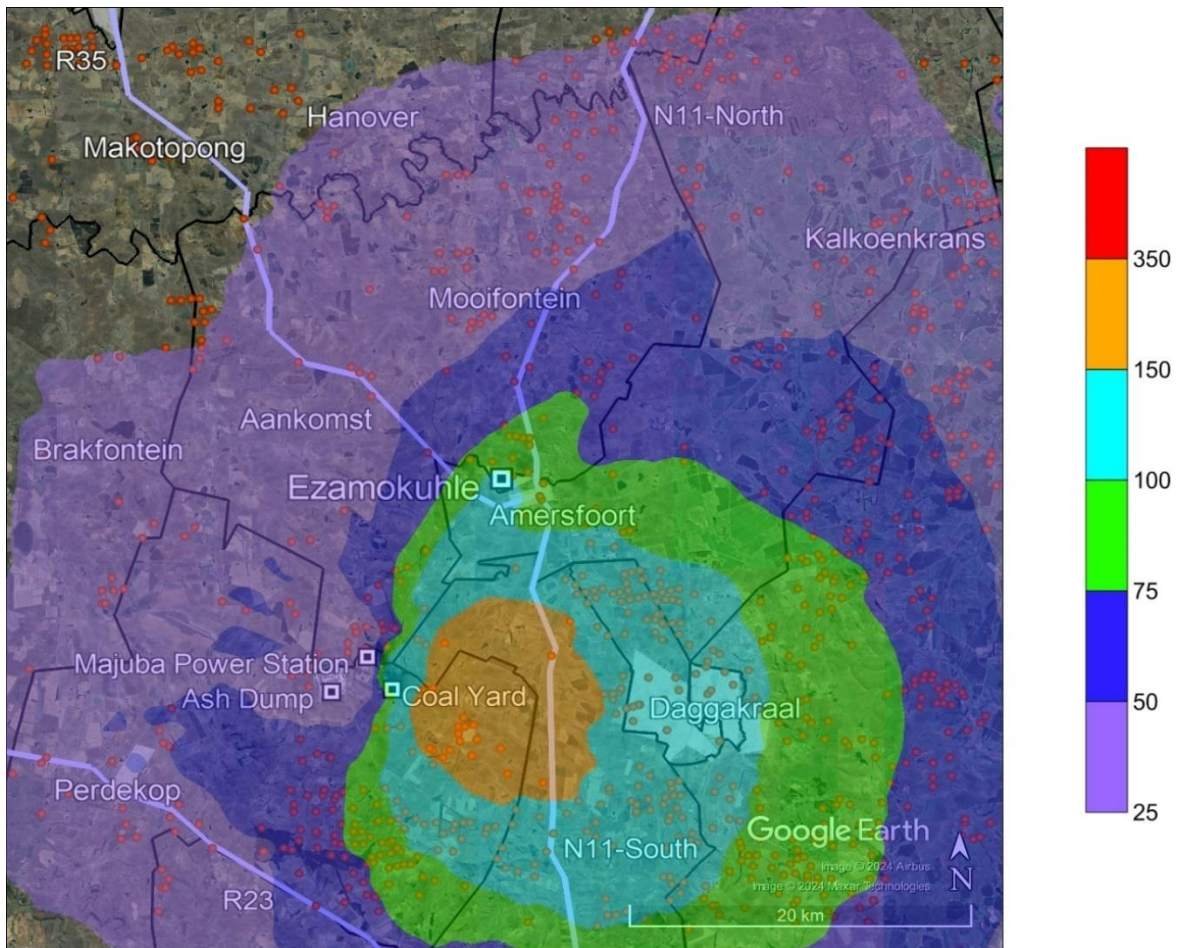 R35
Hanover
N11-North
Makotopong
Kalkoenkrans
Mooifontein
Aankomst
Brakfontein
Ezamokuhle
Amersfoort
Majuba Power Station
Ash Dump
Coal Yard
Daggakraal
Perdekop
N11-South
R23
Google Earth
Image © 2024 Airbus
Image © 2024 Maxar Technologies
N
20 km
350
150
100
75
50
25